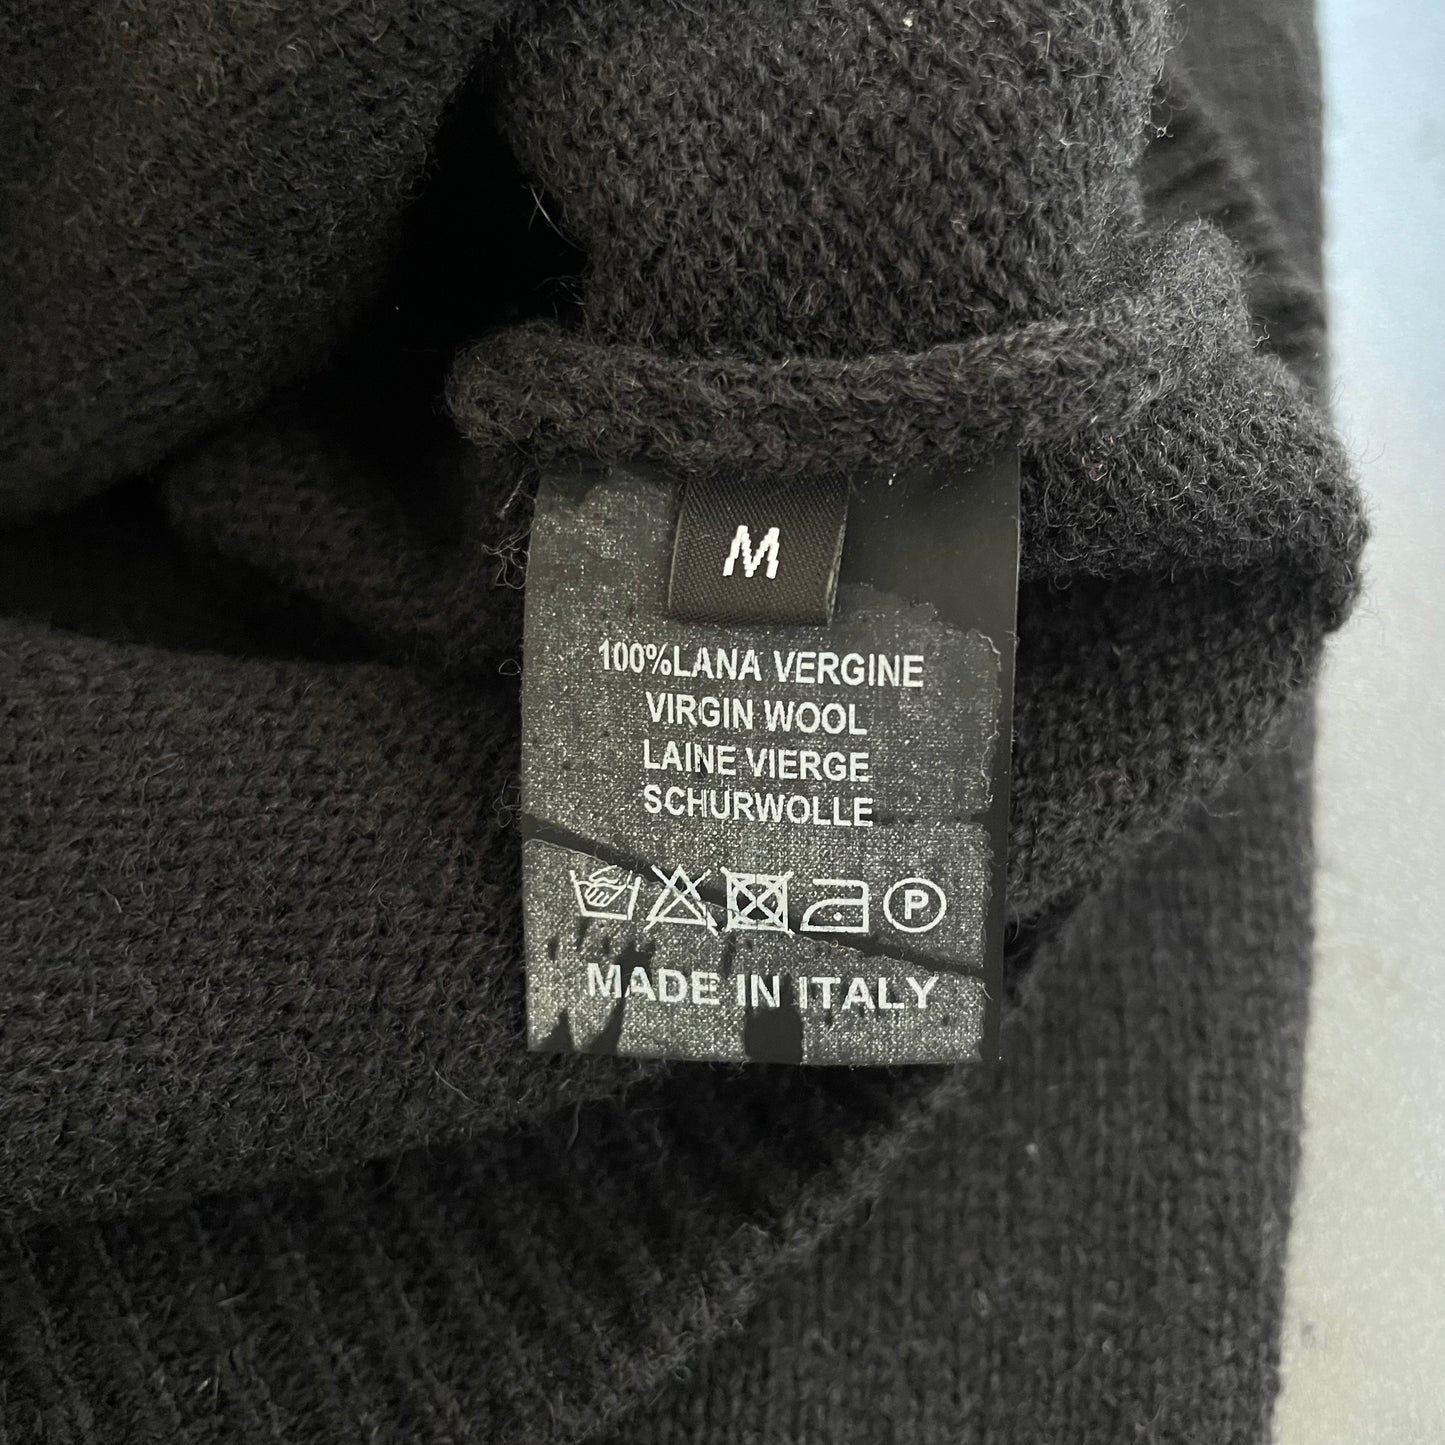 M
100%LANA VERGINE
VIRGIN WOOL
LAINE VIERGE
SCHURWOLLE
P
MADE IN ITALY